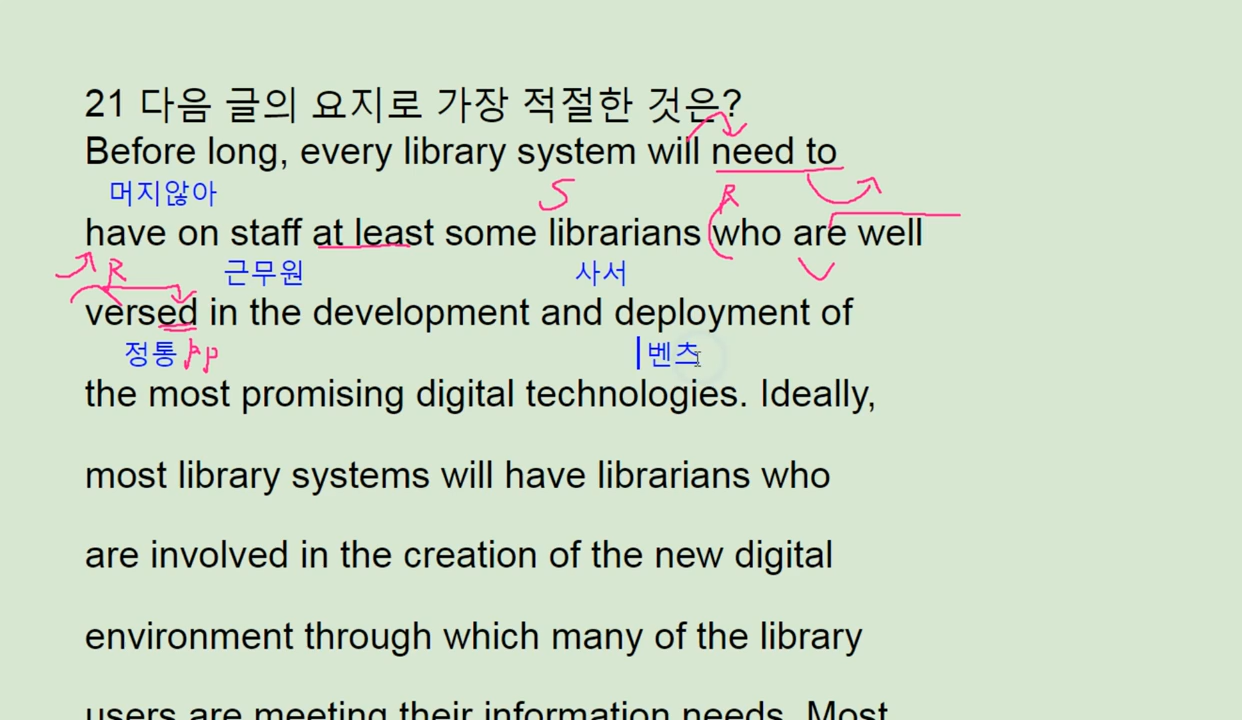 21 다음 글의 요지로 가장 적절한 것은?
Before long, every library system will need to
머지않아 S R
have on staff at least some librarians who are well
R 근무원 사서
versed in the development and deployment of
정통 pp 벤츠
the most promising digital technologies. Ideally,
most library systems will have librarians who
are involved in the creation of the new digital
environment through which many of the library
users are meeting their information needs. Most